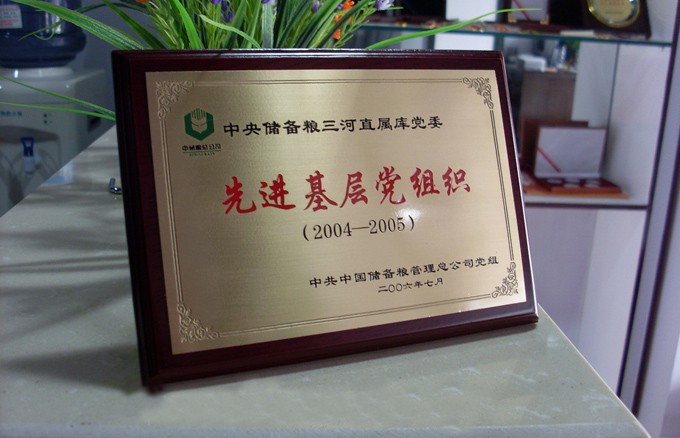 中央储备粮三河直属库党委
先进基层党组织
（2004—2005）
中共中国储备粮管理总公司党组
二〇〇六年七月